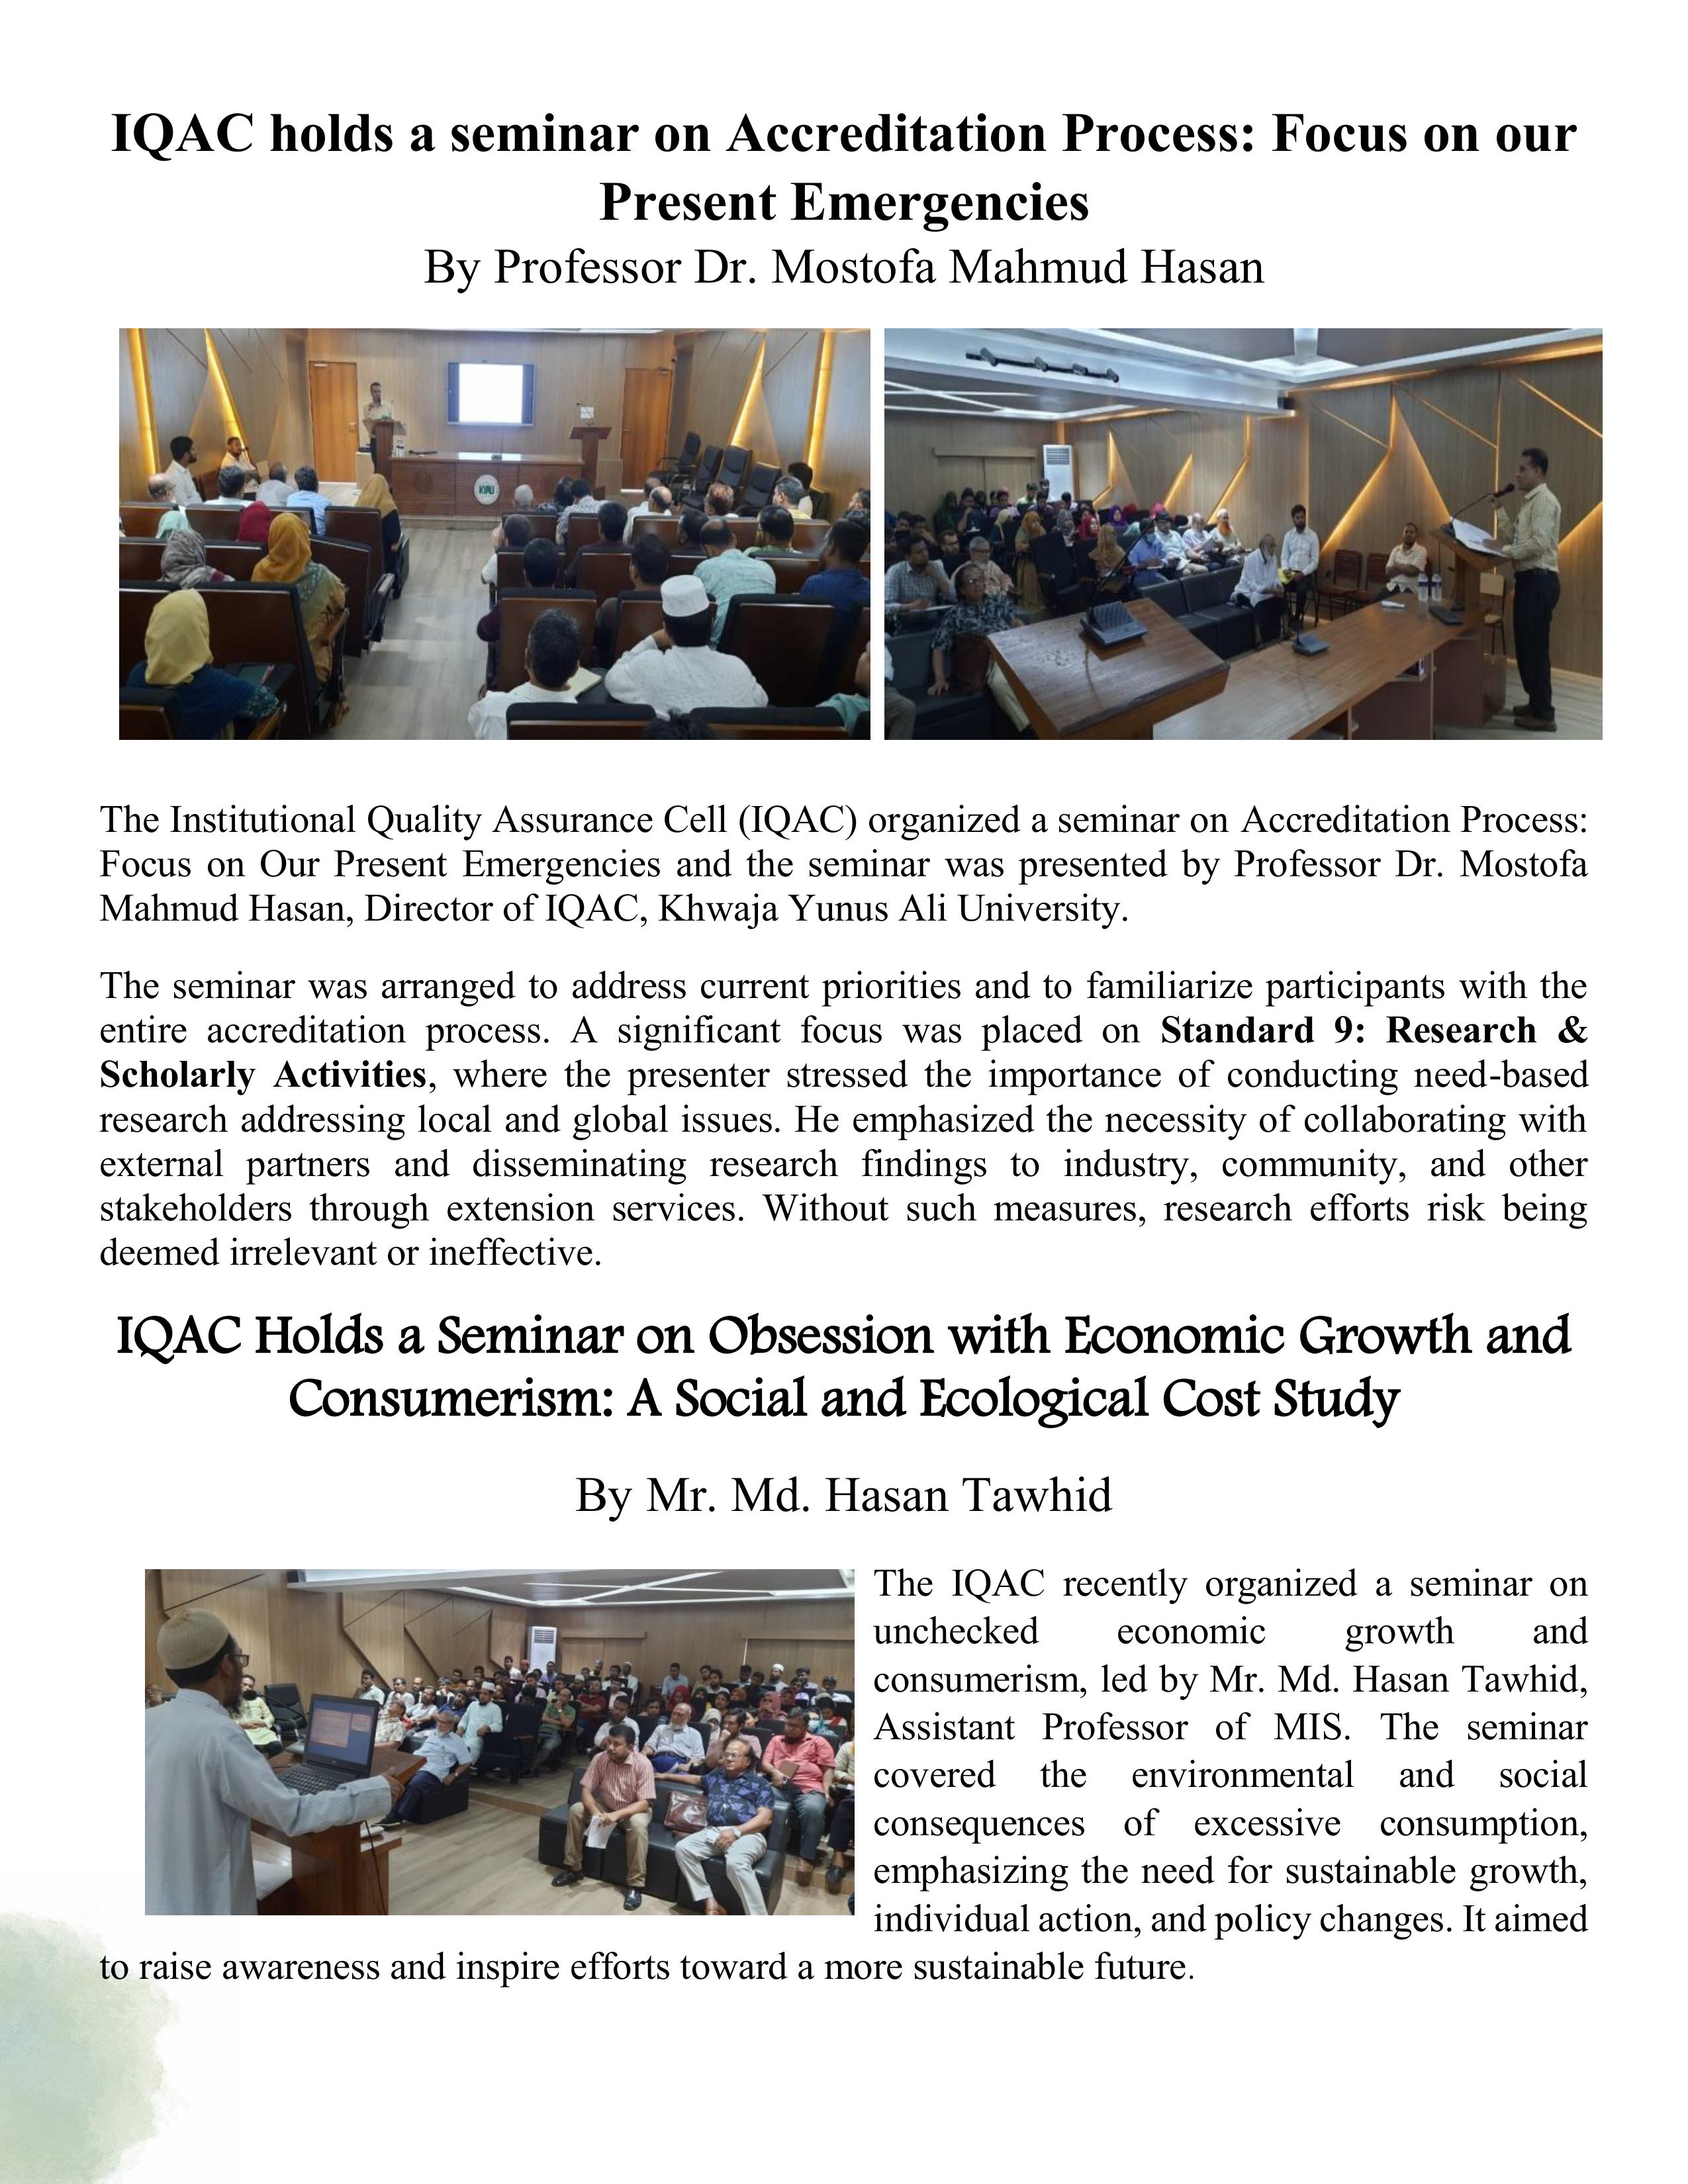 IQAC holds a seminar on Accreditation Process: Focus on our
Present Emergencies
By Professor Dr. Mostofa Mahmud Hasan
KYAU
The Institutional Quality Assurance Cell (IQAC) organized a seminar on Accreditation Process:
Focus on Our Present Emergencies and the seminar was presented by Professor Dr. Mostofa
Mahmud Hasan, Director of IQAC, Khwaja Yunus Ali University.
The seminar was arranged to address current priorities and to familiarize participants with the
entire accreditation process. A significant focus was placed on Standard 9: Research &
Scholarly Activities, where the presenter stressed the importance of conducting need-based
research addressing local and global issues. He emphasized the necessity of collaborating with
external partners and disseminating research findings to industry, community, and other
stakeholders through extension services. Without such measures, research efforts risk being
deemed irrelevant or ineffective.
IQAC Holds a Seminar on Obsession with Economic Growth and
Consumerism: A Social and Ecological Cost Study
By Mr. Md. Hasan Tawhid
The IQAC recently organized a seminar on
unchecked economic growth and
consumerism, led by Mr. Md. Hasan Tawhid,
Assistant Professor of MIS. The seminar
covered the environmental and social
consequences of excessive consumption,
emphasizing the need for sustainable growth,
individual action, and policy changes. It aimed
to raise awareness and inspire efforts toward a more sustainable future.